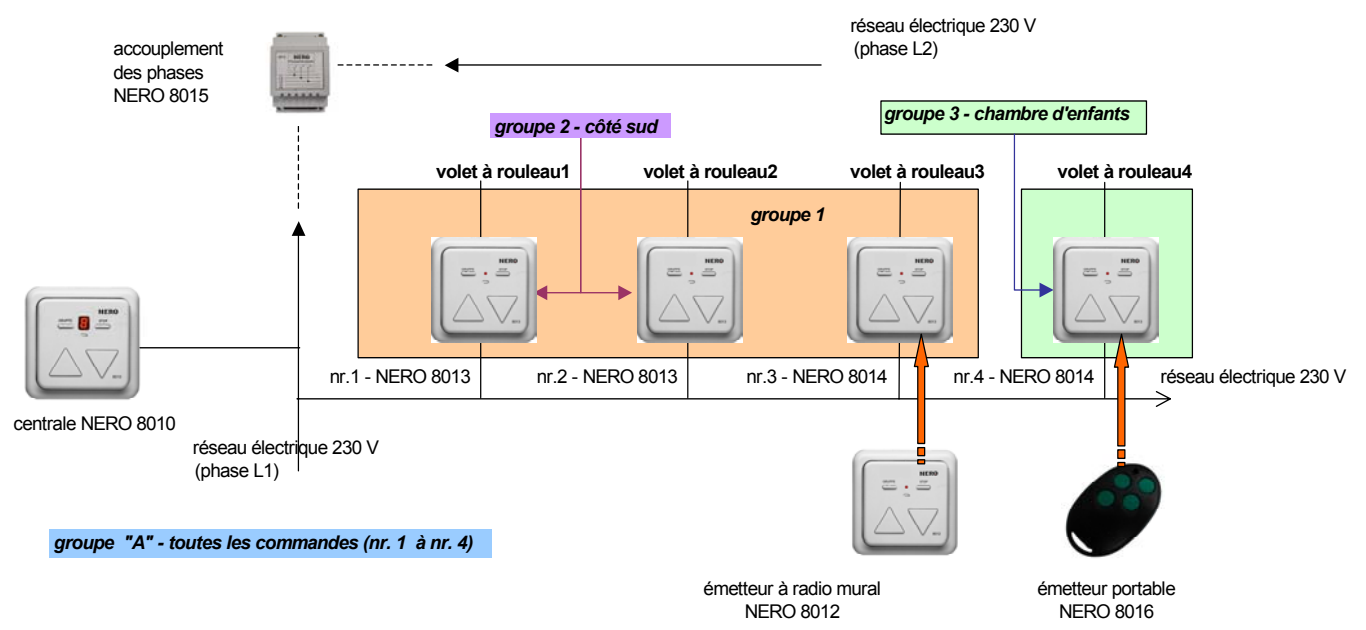 accouplement
des phases
NERO 8015
réseau électrique 230 V
(phase L2)
groupe 2 - côté sud
groupe 3 - chambre d'enfants
volet à rouleau1
volet à rouleau2
volet à rouleau3
volet à rouleau4
groupe 1
NERO
NERO
NERO
NERO
NERO
NERO
nr.1 - NERO 8013
nr.2 - NERO 8013
nr.3 - NERO 8014
nr.4 - NERO 8014
réseau électrique 230 V
centrale NERO 8010
réseau électrique 230 V
(phase L1)
NERO
groupe "A" - toutes les commandes (nr. 1 à nr. 4)
émetteur à radio mural
NERO 8012
émetteur portable
NERO 8016